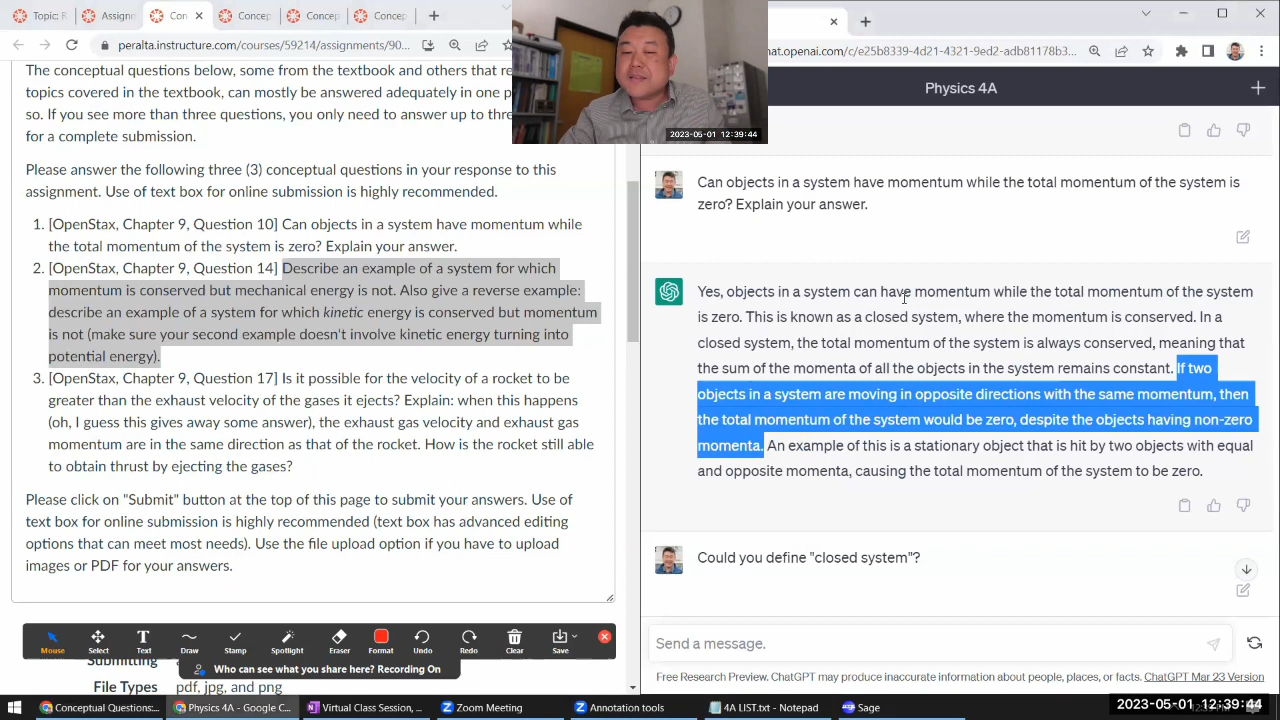 Topic
Assign
Con
Topic
Concept
peralta.instructure.com/courses/59214/assignments/90...
hat.openai.com/c/e25b8339-4d21-4321-9ed2-adb81178b3...
2023-05-01 12:39:44
Physics 4A
The conceptual questions below, some from the textbook and others that re
topics covered in the textbook, can mostly be answered adequately in one p
so. If you see more than three questions, you only need to answer up to thre
for a complete submission.
Please answer the following three (3) conceptual questions in your response to this
assignment. Use of text box for online submission is highly recommended.
1. [OpenStax, Chapter 9, Question 10] Can objects in a system have momentum while
the total momentum of the system is zero? Explain your answer.
2. [OpenStax, Chapter 9, Question 14] Describe an example of a system for which
momentum is conserved but mechanical energy is not. Also give a reverse example:
describe an example of a system for which kinetic energy is conserved but momentum
is not (make sure your second example doesn't involve kinetic energy turning into
potential energy).
3. [OpenStax, Chapter 9, Question 17] Is it possible for the velocity of a rocket to be
greater than the exhaust velocity of the gases it ejects? Explain: when this happens
(oh, I guess this gives away some answer), the exhaust gas velocity and exhaust gas
momentum are in the same direction as that of the rocket. How is the rocket still able
to obtain thrust by ejecting the gases?
Please click on "Submit" button at the top of this page to submit your answers. Use of
text box for online submission is highly recommended (text box has advanced editing
options that can meet most needs). Use the file upload option if you have to upload
images or PDF for your answers.
Can objects in a system have momentum while the total momentum of the system is
zero? Explain your answer.
Yes, objects in a system can have momentum while the total momentum of the system
is zero. This is known as a closed system, where the momentum is conserved. In a
closed system, the total momentum of the system is always conserved, meaning that
the sum of the momenta of all the objects in the system remains constant. If two
objects in a system are moving in opposite directions with the same momentum, then
the total momentum of the system would be zero, despite the objects having non-zero
momenta. An example of this is a stationary object that is hit by two objects with equal
and opposite momenta, causing the total momentum of the system to be zero.
Could you define "closed system"?
Send a message.
Free Research Preview. ChatGPT may produce inaccurate information about people, places, or facts. ChatGPT Mar 23 Version
Mouse Select Text Draw Stamp Spotlight Eraser Format Undo Redo Clear Save
Who can see what you share here? Recording On
Submitting
File Types pdf, jpg, and png
Conceptual Questions:...
Physics 4A - Google C...
Virtual Class Session, ...
Zoom Meeting
Annotation tools
4A LIST.txt - Notepad
Sage
2023-05-01 12:39:44